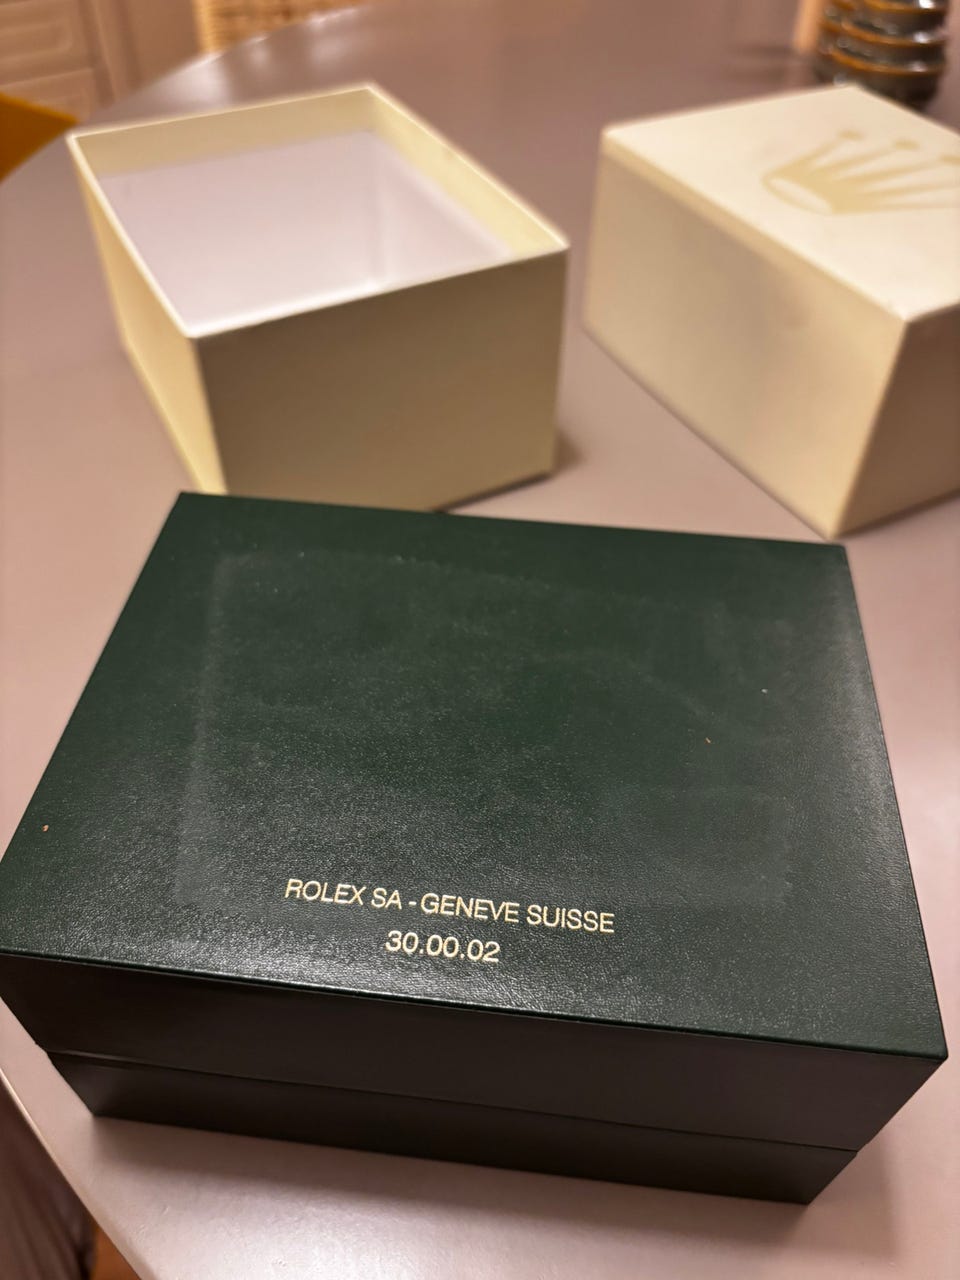 ROLEX SA - GENEVE SUISSE
30.00.02